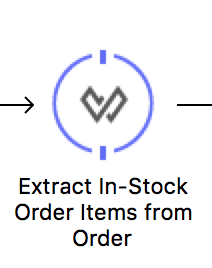 Extract In-Stock
Order Items from
Order